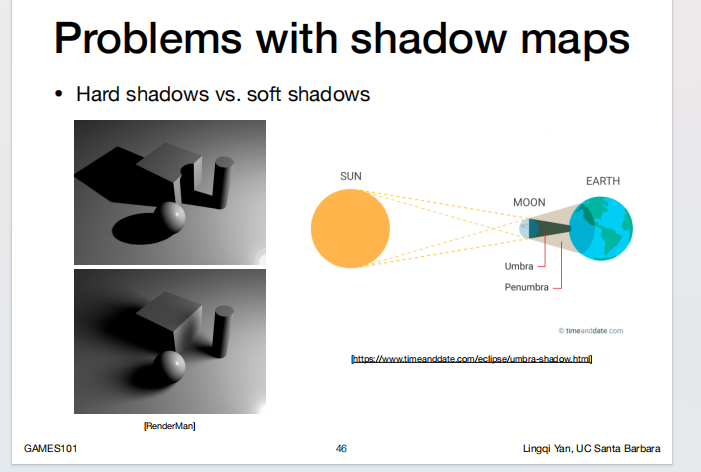 Problems with shadow maps
• Hard shadows vs. soft shadows
SUN
EARTH
MOON
Umbra
Penumbra
© timeanddate.com
[https://www.timeanddate.com/eclipse/umbra-shadow.html]
[RenderMan]
GAMES101
46
Lingqi Yan, UC Santa Barbara